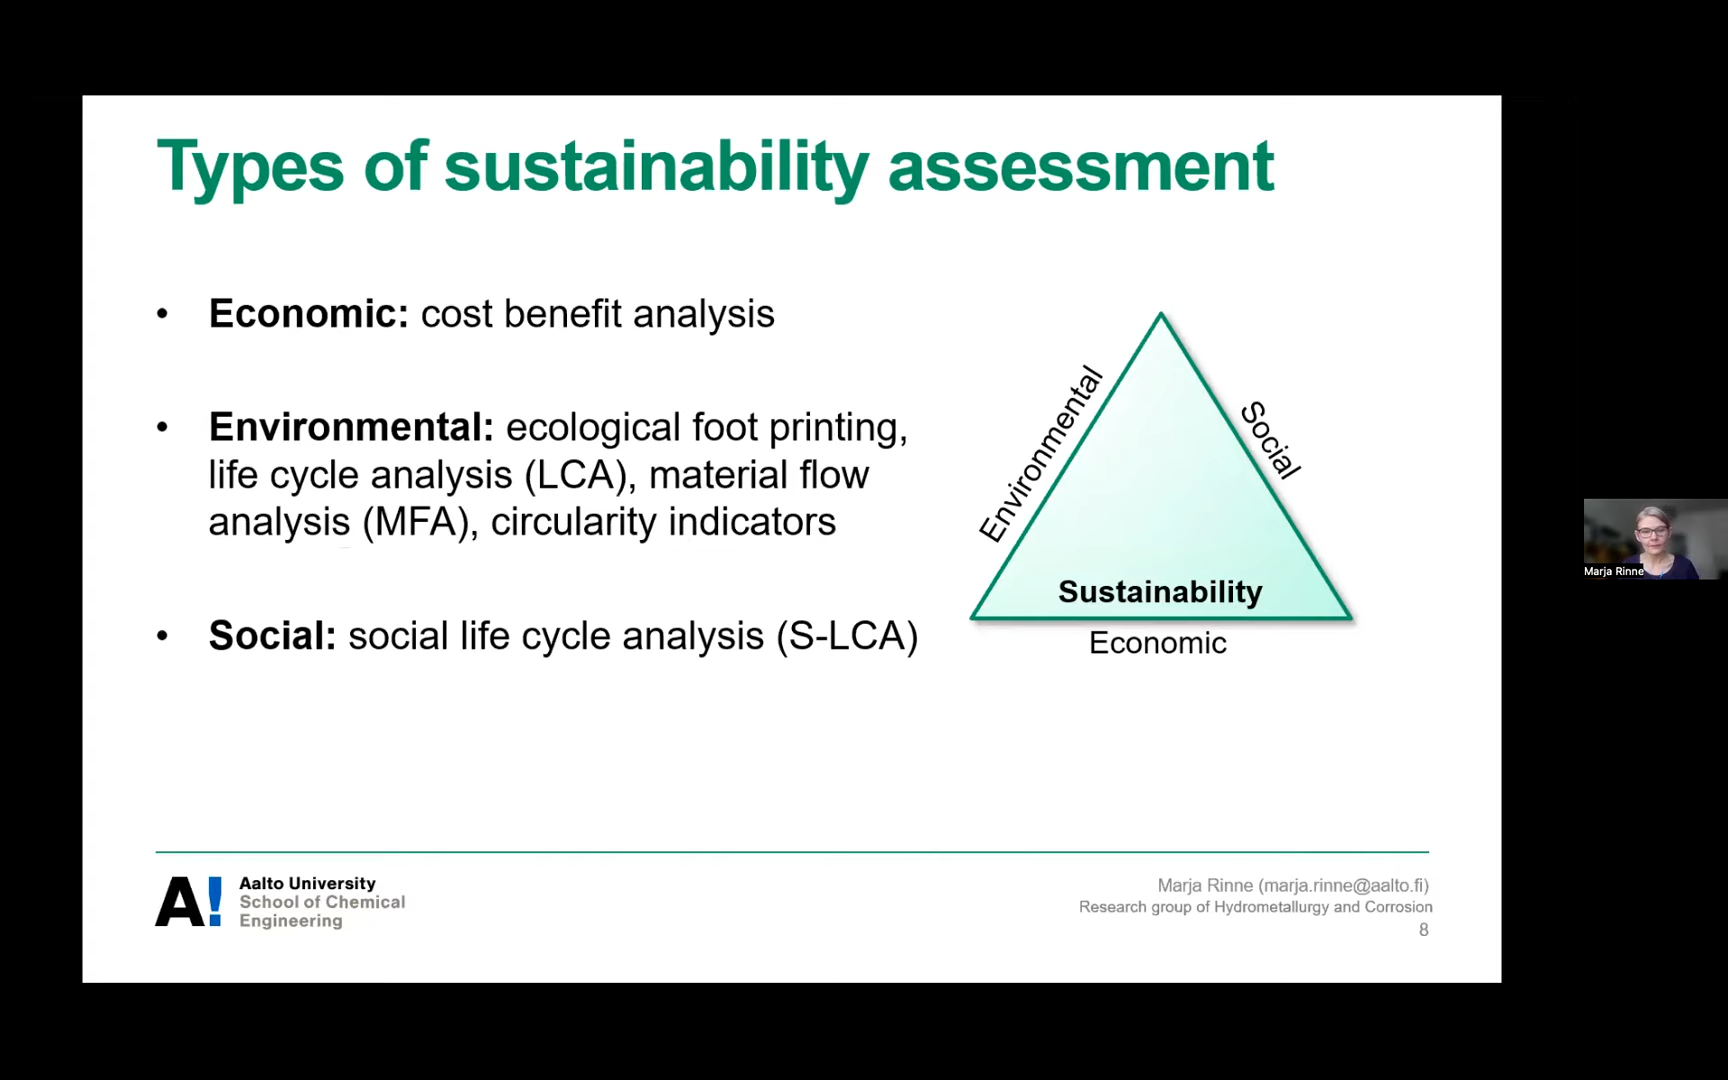 Types of sustainability assessment
• Economic: cost benefit analysis
• Environmental: ecological foot printing,
life cycle analysis (LCA), material flow
analysis (MFA), circularity indicators
• Social: social life cycle analysis (S-LCA)
Environmental
Social
Sustainability
Economic
Marja Rinne
A!
Aalto University
School of Chemical
Engineering
Marja Rinne (marja.rinne@aalto.fi)
Research group of Hydrometallurgy and Corrosion
8